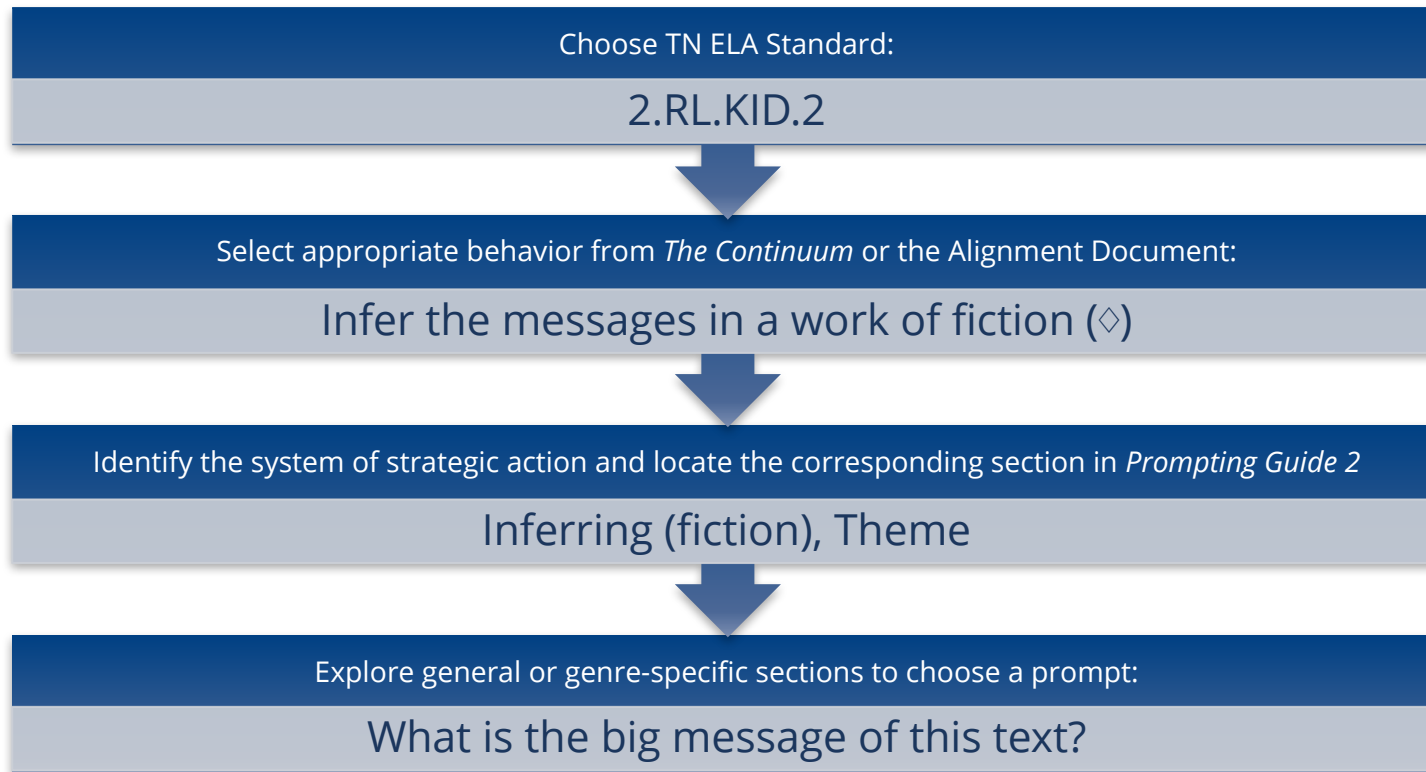 Choose TN ELA Standard:
2.RL.KID.2
Select appropriate behavior from The Continuum or the Alignment Document:
Infer the messages in a work of fiction (♢)
Identify the system of strategic action and locate the corresponding section in Prompting Guide 2
Inferring (fiction), Theme
Explore general or genre-specific sections to choose a prompt:
What is the big message of this text?